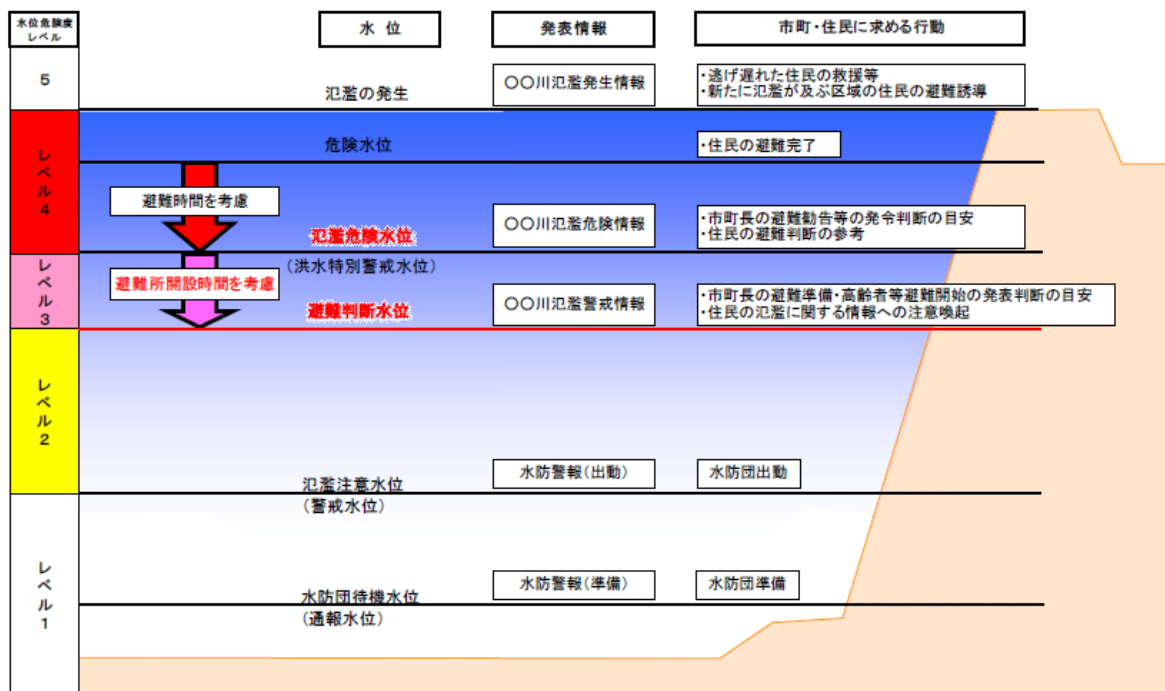 水位危険度
レベル
水 位
発表情報
市町・住民に求める行動
5
氾濫の発生
〇〇川氾濫発生情報
・逃げ遅れた住民の救援等
・新たに氾濫が及ぶ区域の住民の避難誘導
レベル4
危険水位
・住民の避難完了
避難時間を考慮
氾濫危険水位
(洪水特別警戒水位)
〇〇川氾濫危険情報
・市町長の避難勧告等の発令判断の目安
・住民の避難判断の参考
レベル3
避難所開設時間を考慮
避難判断水位
〇〇川氾濫警戒情報
・市町長の避難準備・高齢者等避難開始の発表判断の目安
・住民の氾濫に関する情報への注意喚起
レベル2
氾濫注意水位
(警戒水位)
水防警報(出動)
水防団出動
レベル1
水防団待機水位
(通報水位)
水防警報(準備)
水防団準備